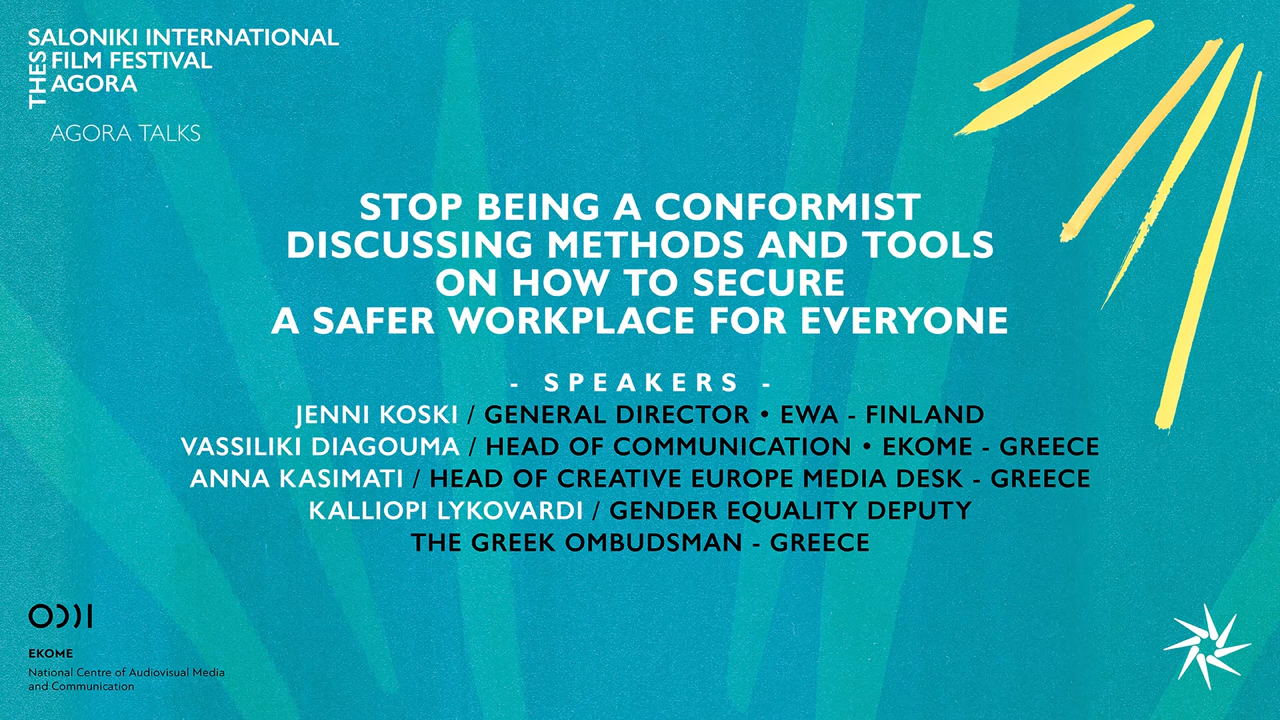 THES
SALONIKI INTERNATIONAL
FILM FESTIVAL
AGORA
AGORA TALKS
STOP BEING A CONFORMIST
DISCUSSING METHODS AND TOOLS
ON HOW TO SECURE
A SAFER WORKPLACE FOR EVERYONE
- SPEAKERS -
JENNI KOSKI / GENERAL DIRECTOR • EWA - FINLAND
VASSILIKI DIAGOUMA / HEAD OF COMMUNICATION • EKOME - GREECE
ANNA KASIMATI / HEAD OF CREATIVE EUROPE MEDIA DESK - GREECE
KALLIOPI LYKOVARDI / GENDER EQUALITY DEPUTY
THE GREEK OMBUDSMAN - GREECE
EKOME
National Centre of Audiovisual Media
and Communication